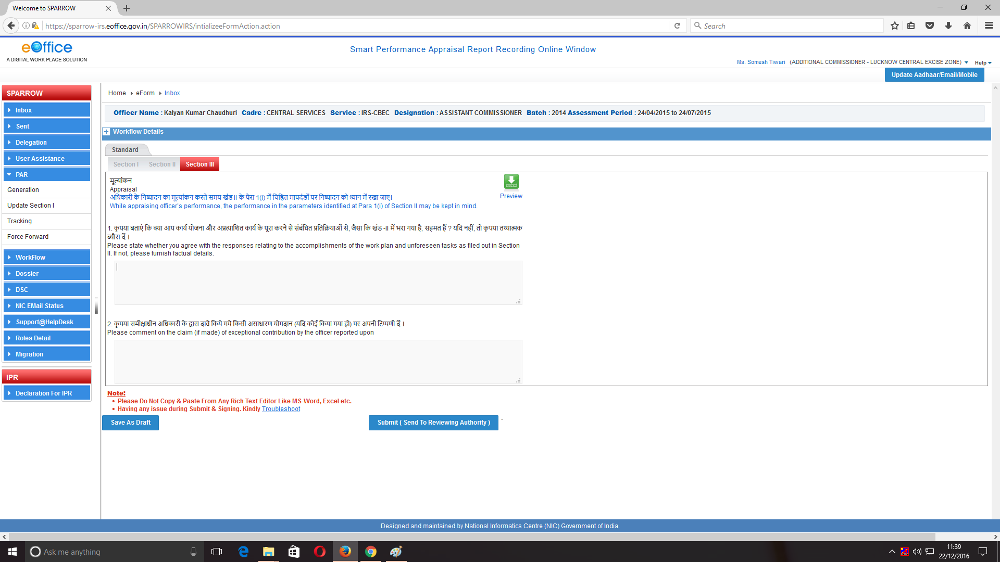 Welcome to SPARROW
https://sparrow-irs.eoffice.gov.in/SPARROWIRS/intializeeFormAction.action
Search
eOffice
A DIGITAL WORK PLACE SOLUTION
Smart Performance Appraisal Report Recording Online Window
Ms. Somesh Tiwari (ADDITIONAL COMMISSIONER - LUCKNOW CENTRAL EXCISE ZONE) Help
Update Aadhaar/Email/Mobile
SPARROW
Inbox
Sent
Delegation
User Assistance
PAR
Generation
Update Section I
Tracking
Force Forward
WorkFlow
Dossier
DSC
NIC EMail Status
Support@HelpDesk
Roles Detail
Migration
IPR
Declaration For IPR
Home eForm Inbox
Officer Name : Kalyan Kumar Chaudhuri Cadre : CENTRAL SERVICES Service : IRS-CBEC Designation : ASSISTANT COMMISSIONER Batch : 2014 Assessment Period : 24/04/2015 to 24/07/2015
Workflow Details
Standard
Section I Section II Section III
मूल्यांकन
Appraisal
DOWNLOAD
Preview
अधिकारी के निष्पादन का मूल्यांकन करते समय खंड II के पैरा 1(i) में चिह्नित मापदंडों पर निष्पादन को ध्यान में रखा जाए।
While appraising officer's performance, the performance in the parameters identified at Para 1(i) of Section II may be kept in mind.
1. कृपया बताएं कि क्या आप कार्य योजना और अप्रत्याशित कार्य के पूरा करने से संबंधित प्रतिक्रियाओं से, जैसा कि खंड -II में भरा गया है, सहमत हैं ? यदि नहीं, तो कृपया तथ्यात्मक
ब्यौरा दें ।
Please state whether you agree with the responses relating to the accomplishments of the work plan and unforeseen tasks as filed out in Section
II. If not, please furnish factual details.
2. कृपया समीक्षाधीन अधिकारी के द्वारा दावे किये गये किसी असाधारण योगदान (यदि कोई किया गया हो) पर अपनी टिप्पणी दें ।
Please comment on the claim (if made) of exceptional contribution by the officer reported upon
Note:
• Please Do Not Copy & Paste From Any Rich Text Editor Like MS-Word, Excel etc.
• Having any issue during Submit & Signing. Kindly Troubleshoot
Save As Draft
Submit ( Send To Reviewing Authority ) -
Designed and maintained by National Informatics Centre (NIC) Government of India.
Ask me anything
11:39
22/12/2016